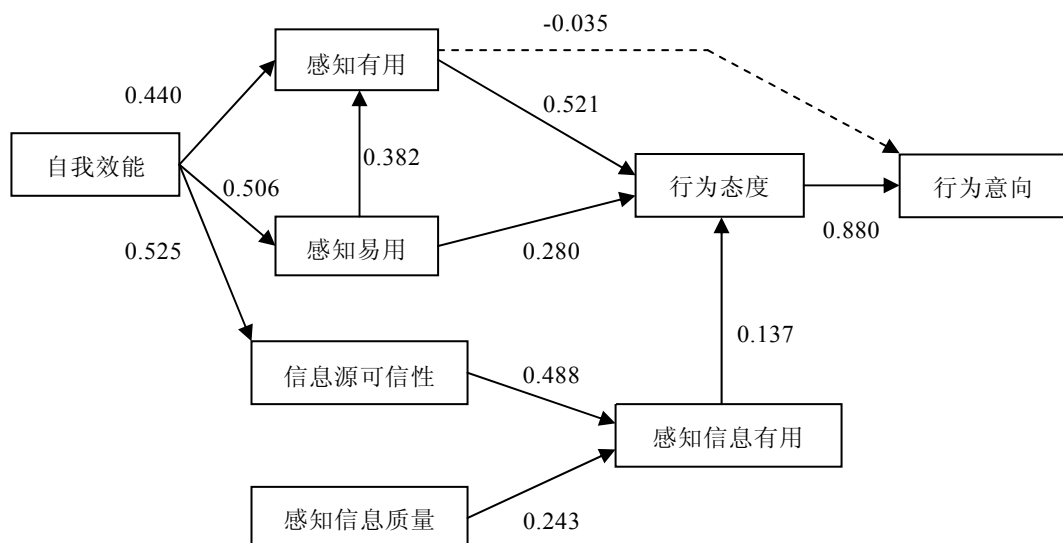 -0.035
感知有用
0.440
0.521
自我效能
0.382
行为态度
行为意向
0.506
0.525
感知易用
0.280
0.880
0.137
信息源可信性
0.488
感知信息有用
感知信息质量
0.243